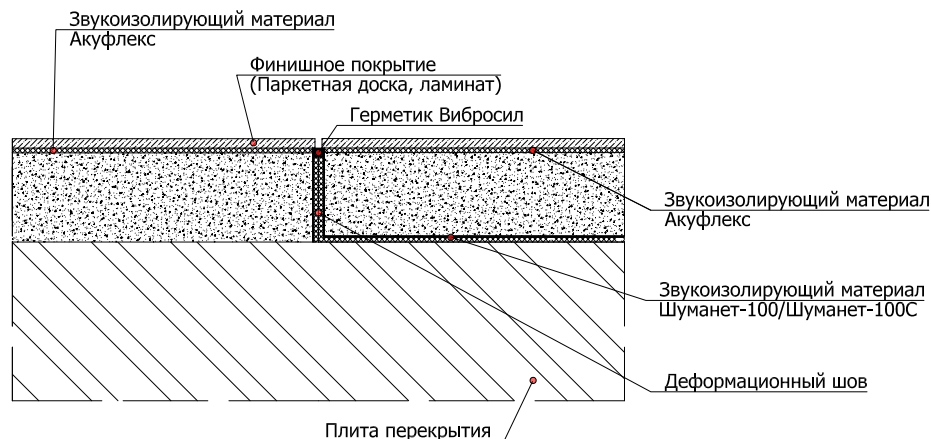 Звукоизолирующий материал
Акуфлекс
Финишное покрытие
(Паркетная доска, ламинат)
Герметик Вибросил
Звукоизолирующий материал
Акуфлекс
Звукоизолирующий материал
Шуманет-100/Шуманет-100С
Деформационный шов
Плита перекрытия